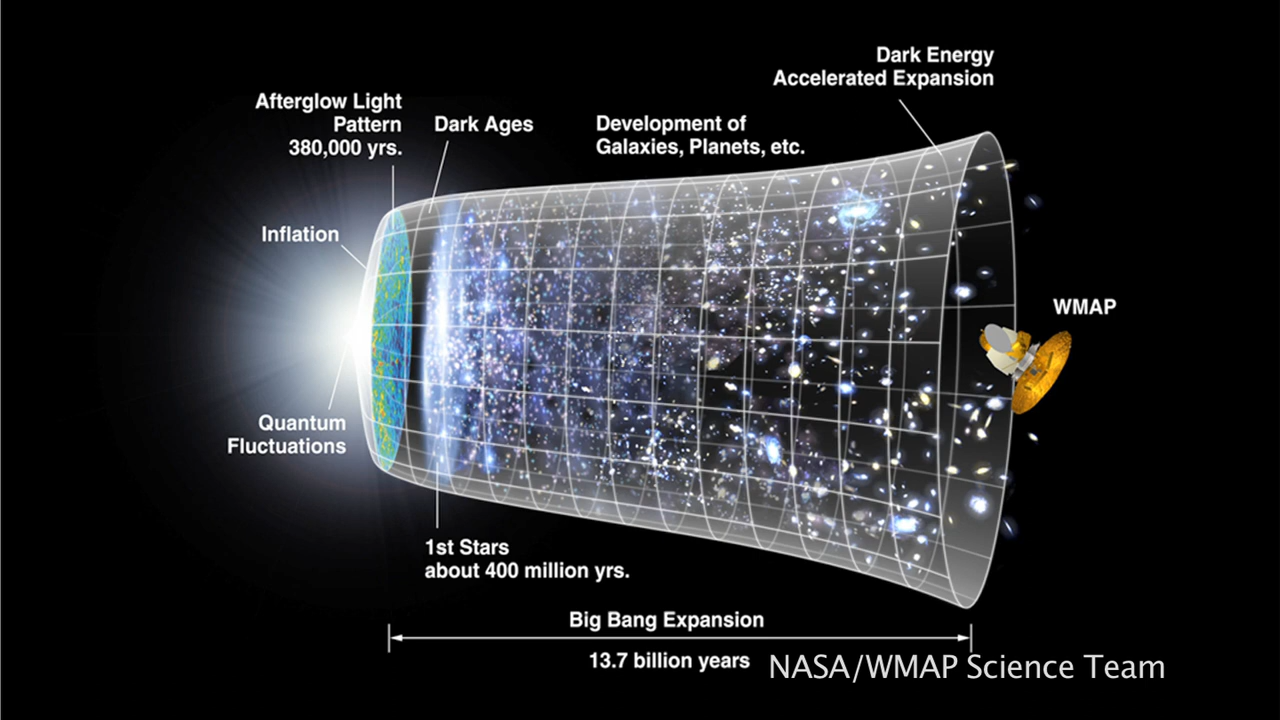 Dark Energy
Accelerated Expansion
Afterglow Light
Pattern
380,000 yrs.
Dark Ages
Development of
Galaxies, Planets, etc.
Inflation
WMAP
Quantum
Fluctuations
1st Stars
about 400 million yrs.
Big Bang Expansion
13.7 billion years
NASA/WMAP Science Team